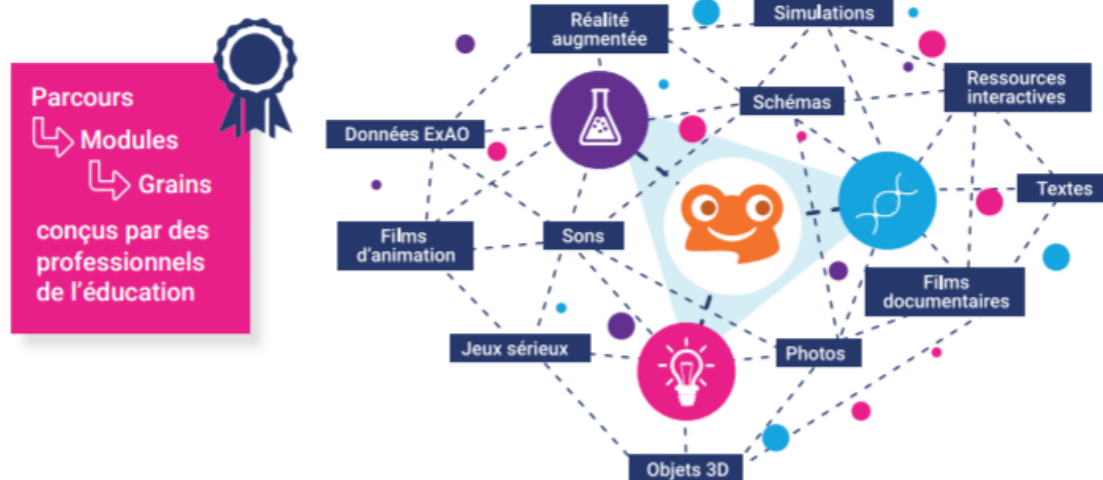 Parcours
Modules
Grains
conçus par des
professionnels
de l'éducation
Réalité
augmentée
Simulations
Ressources
interactives
Schémas
Données ExAO
Textes
Films
d'animation
Sons
Films
documentaires
Jeux sérieux
Photos
Objets 3D